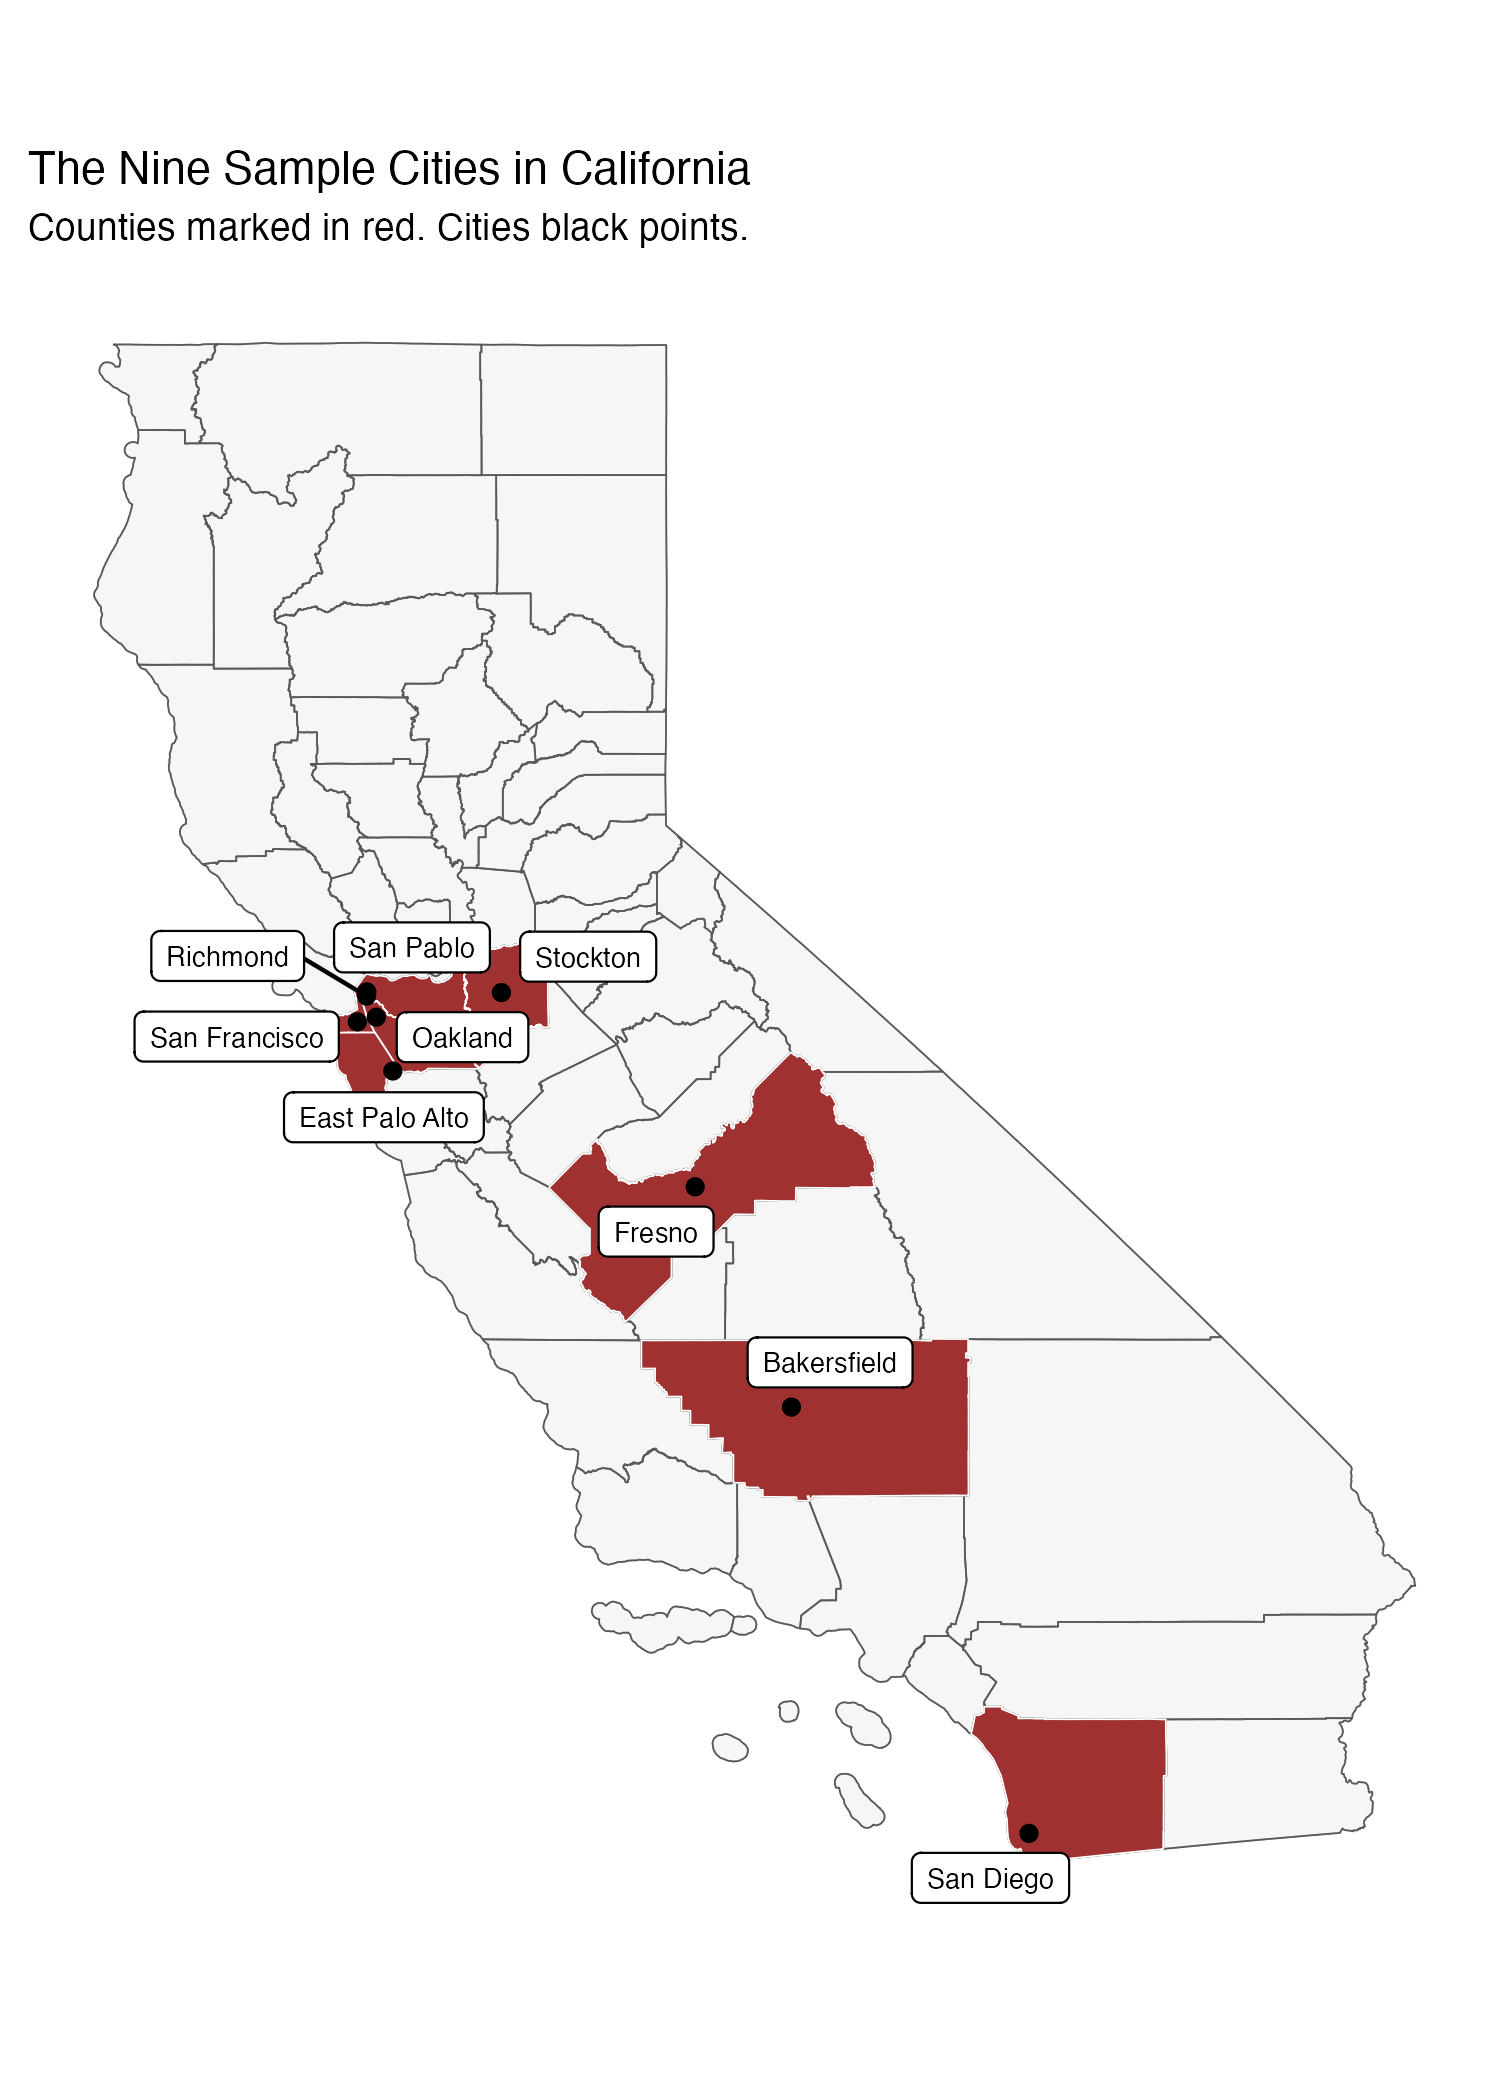 The Nine Sample Cities in California
Counties marked in red. Cities black points.
San Pablo
Richmond
Stockton
San Francisco
Oakland
East Palo Alto
Fresno
Bakersfield
San Diego